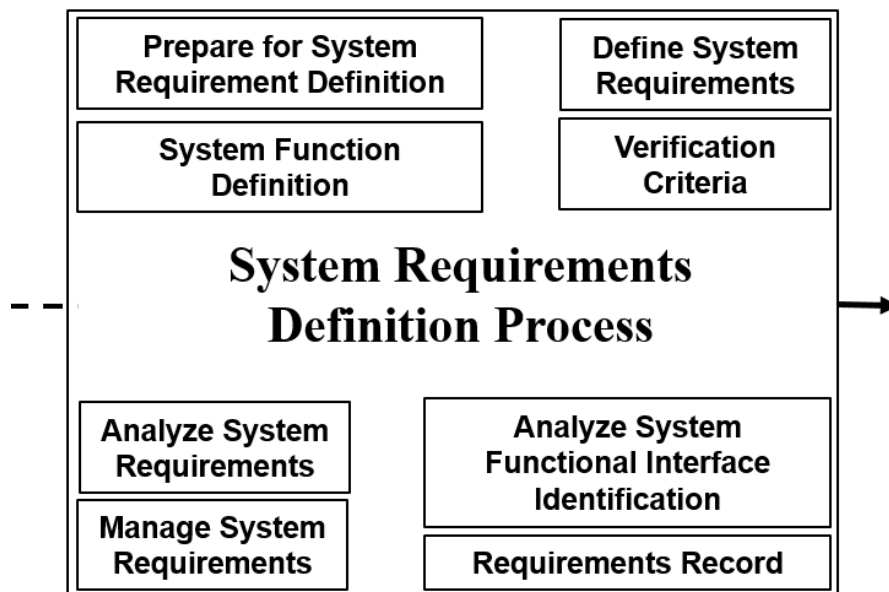 Prepare for System
Requirement Definition
Define System
Requirements
System Function
Definition
Verification
Criteria
System Requirements
Definition Process
Analyze System
Requirements
Analyze System
Functional Interface
Identification
Manage System
Requirements
Requirements Record